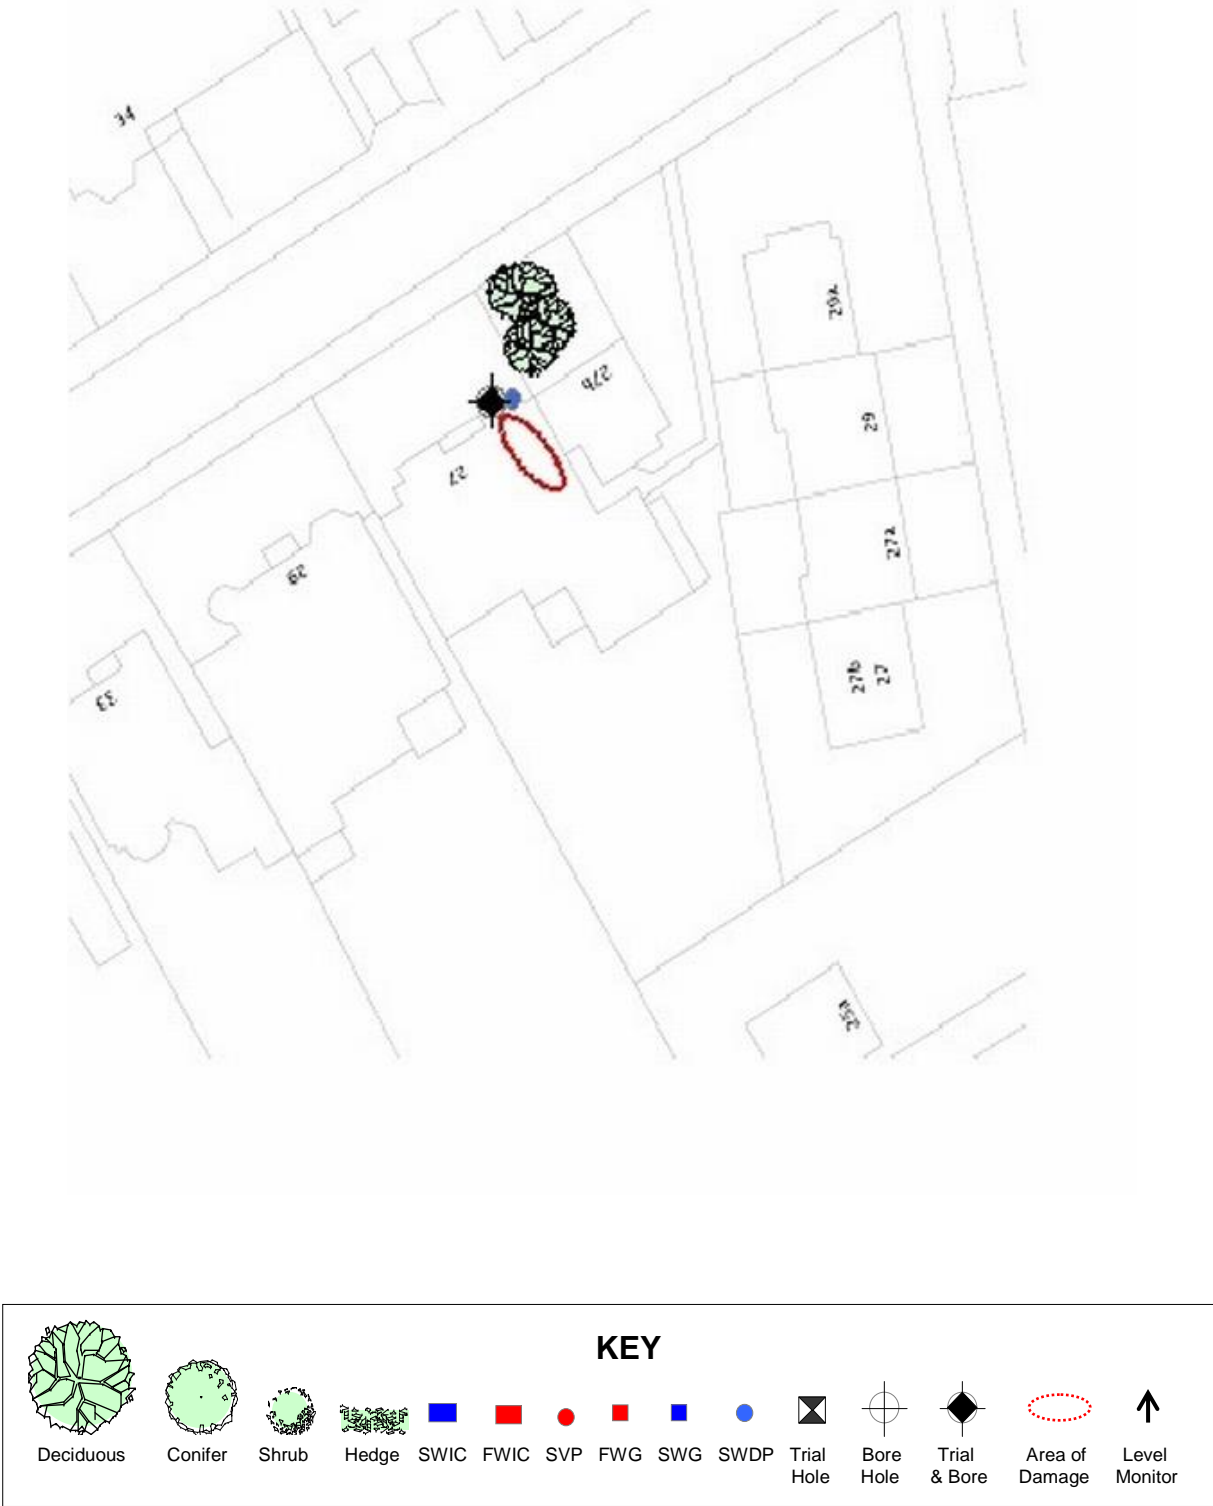 34
29a
27b
29
27
27a
29
27b
27
33
25a
KEY
Deciduous Conifer Shrub Hedge SWIC FWIC SVP FWG SWG SWDP Trial Hole Bore Hole Trial & Bore Area of Damage Level Monitor